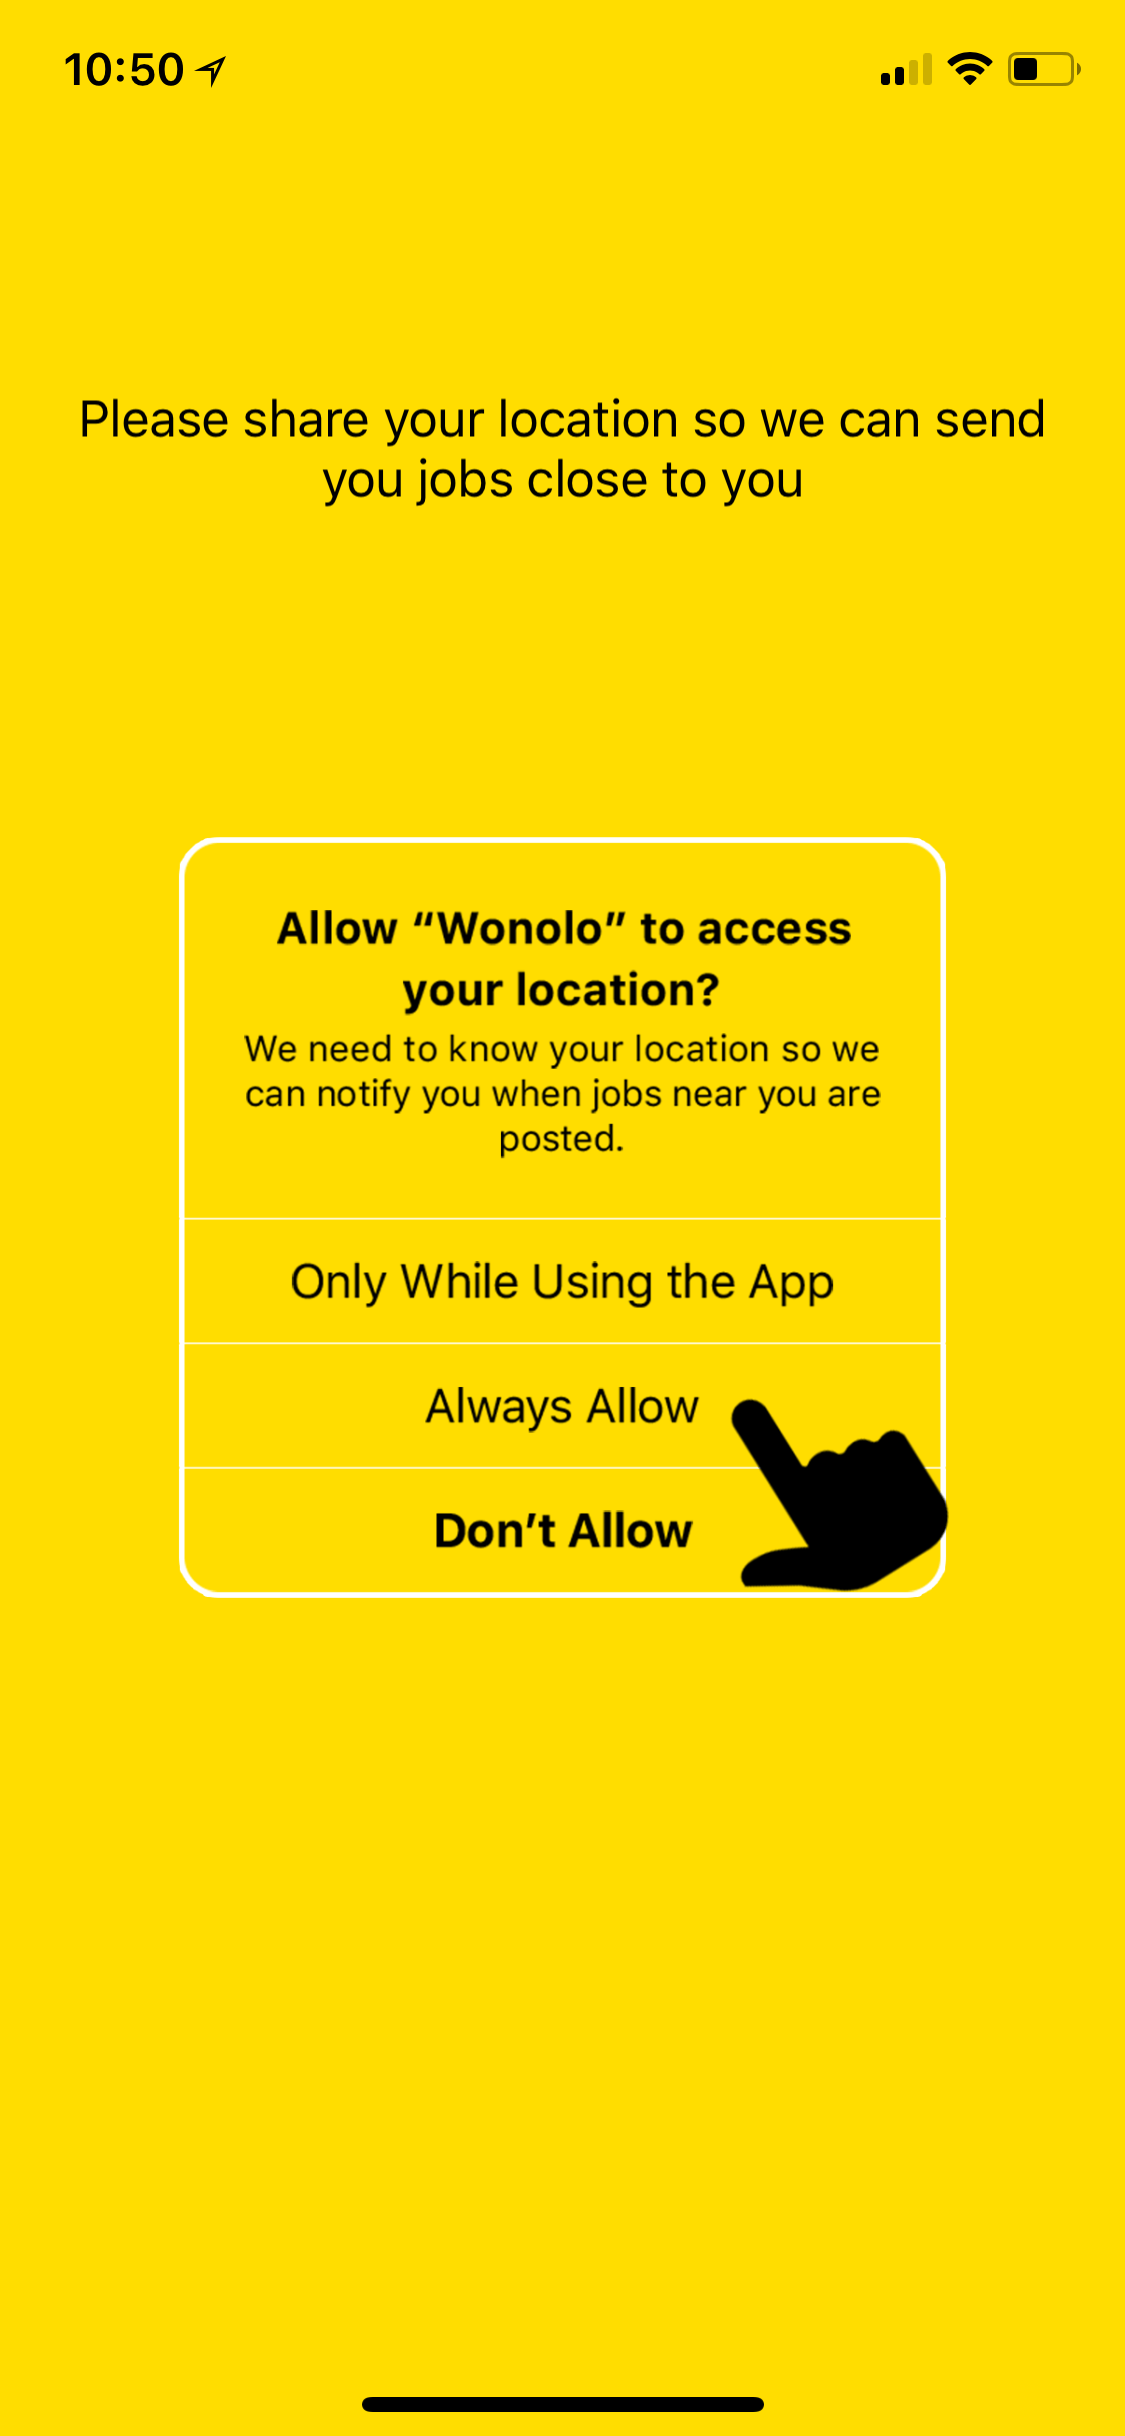 10:50
Please share your location so we can send
you jobs close to you
Allow “Wonolo” to access
your location?
We need to know your location so we
can notify you when jobs near you are
posted.
Only While Using the App
Always Allow
Don’t Allow